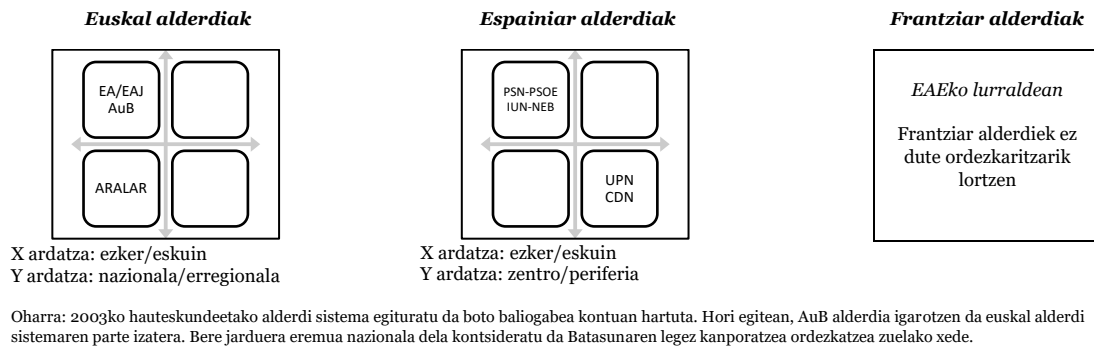 Euskal alderdiak
Espainiar alderdiak
Frantziar alderdiak
EA/EAJ
AuB
ARALAR
X ardatza: ezker/eskuin
Y ardatza: nazionala/erregionala
PSN-PSOE
IUN-NEB
UPN
CDN
X ardatza: ezker/eskuin
Y ardatza: zentro/periferia
EAEko lurraldean
Frantziar alderdiek ez
dute ordezkaritzarik
lortzen
Oharra: 2003ko hauteskundeetako alderdi sistema egituratu da boto baliogabea kontuan hartuta. Hori egitean, AuB alderdia igarotzen da euskal alderdi
sistemaren parte izatera. Bere jarduera eremua nazionala dela kontsideratu da Batasunaren legez kanporatzea ordezkatzea zuelako xede.